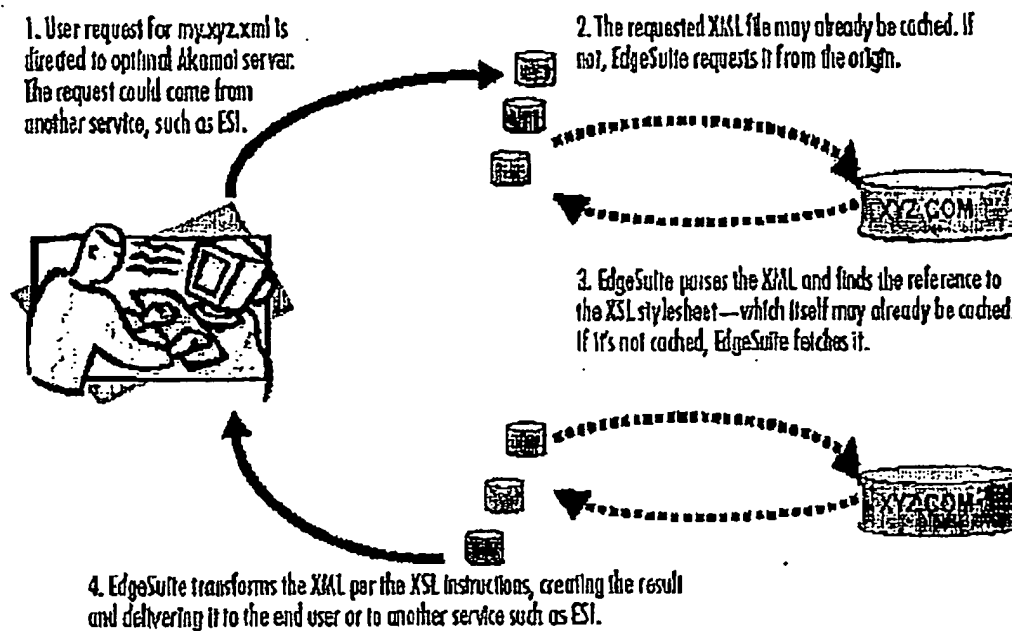 1. User request for my.xyz.xml is
directed to optimal Akamai server.
The request could come from
another service, such as ESI.
2. The requested XML file may already be cached. If
not, EdgeSuite requests it from the origin.
XYZ.COM
3. EdgeSuite parses the XML and finds the reference to
the XSL stylesheet—which itself may already be cached
If it's not cached, EdgeSuite fetches it.
XYZ.COM
4. EdgeSuite transforms the XML per the XSL instructions, creating the result
and delivering it to the end user or to another service such as ESI.